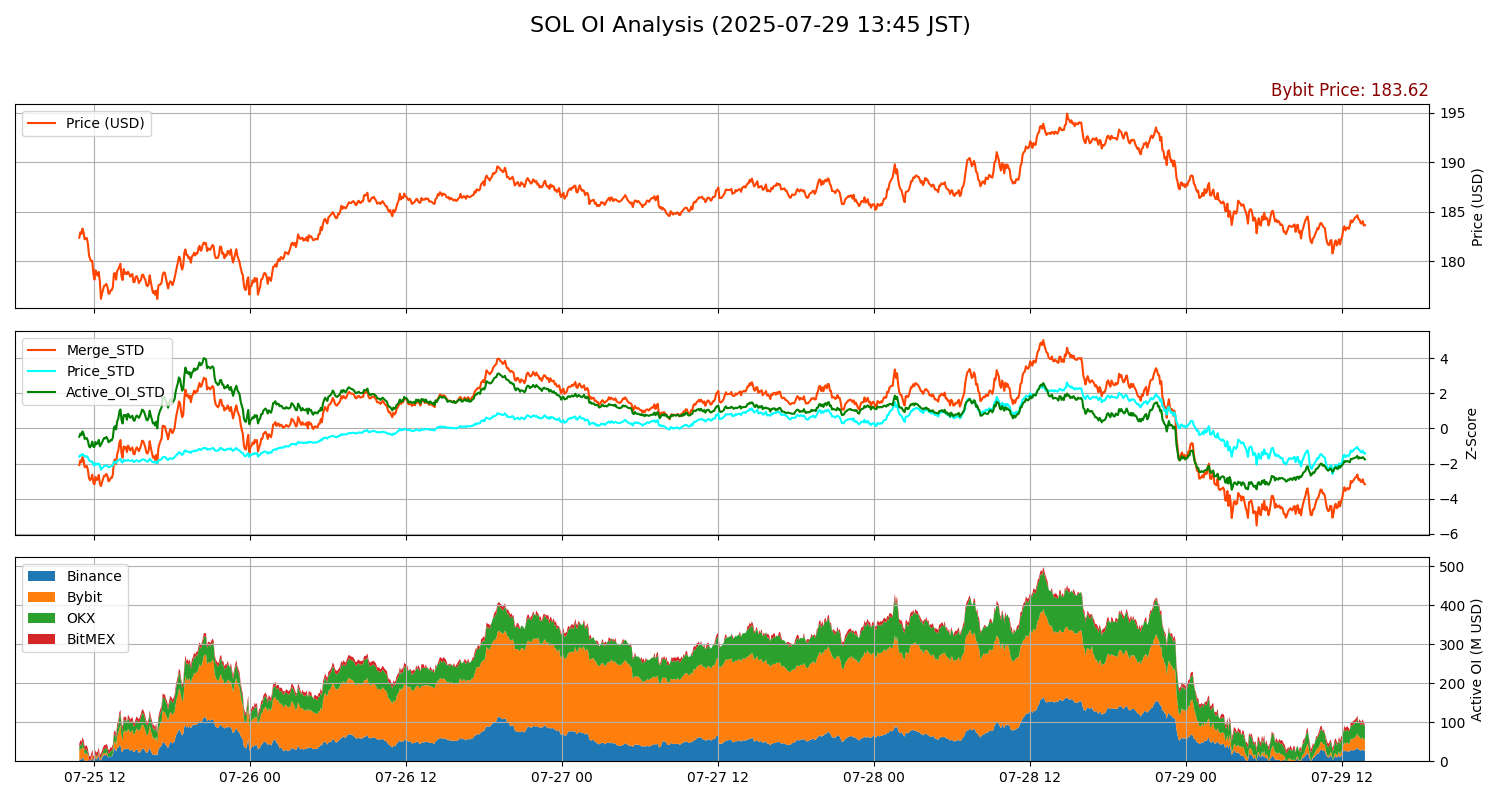 SOL OI Analysis (2025-07-29 13:45 JST)
Bybit Price: 183.62
Price (USD)
195
190
185
180
Price (USD)
Merge_STD
Price_STD
Active_OI_STD
4
2
0
−2
−4
−6
Z-Score
Binance
Bybit
OKX
BitMEX
500
400
300
200
100
0
Active OI (M USD)
07-25 12
07-26 00
07-26 12
07-27 00
07-27 12
07-28 00
07-28 12
07-29 00
07-29 12